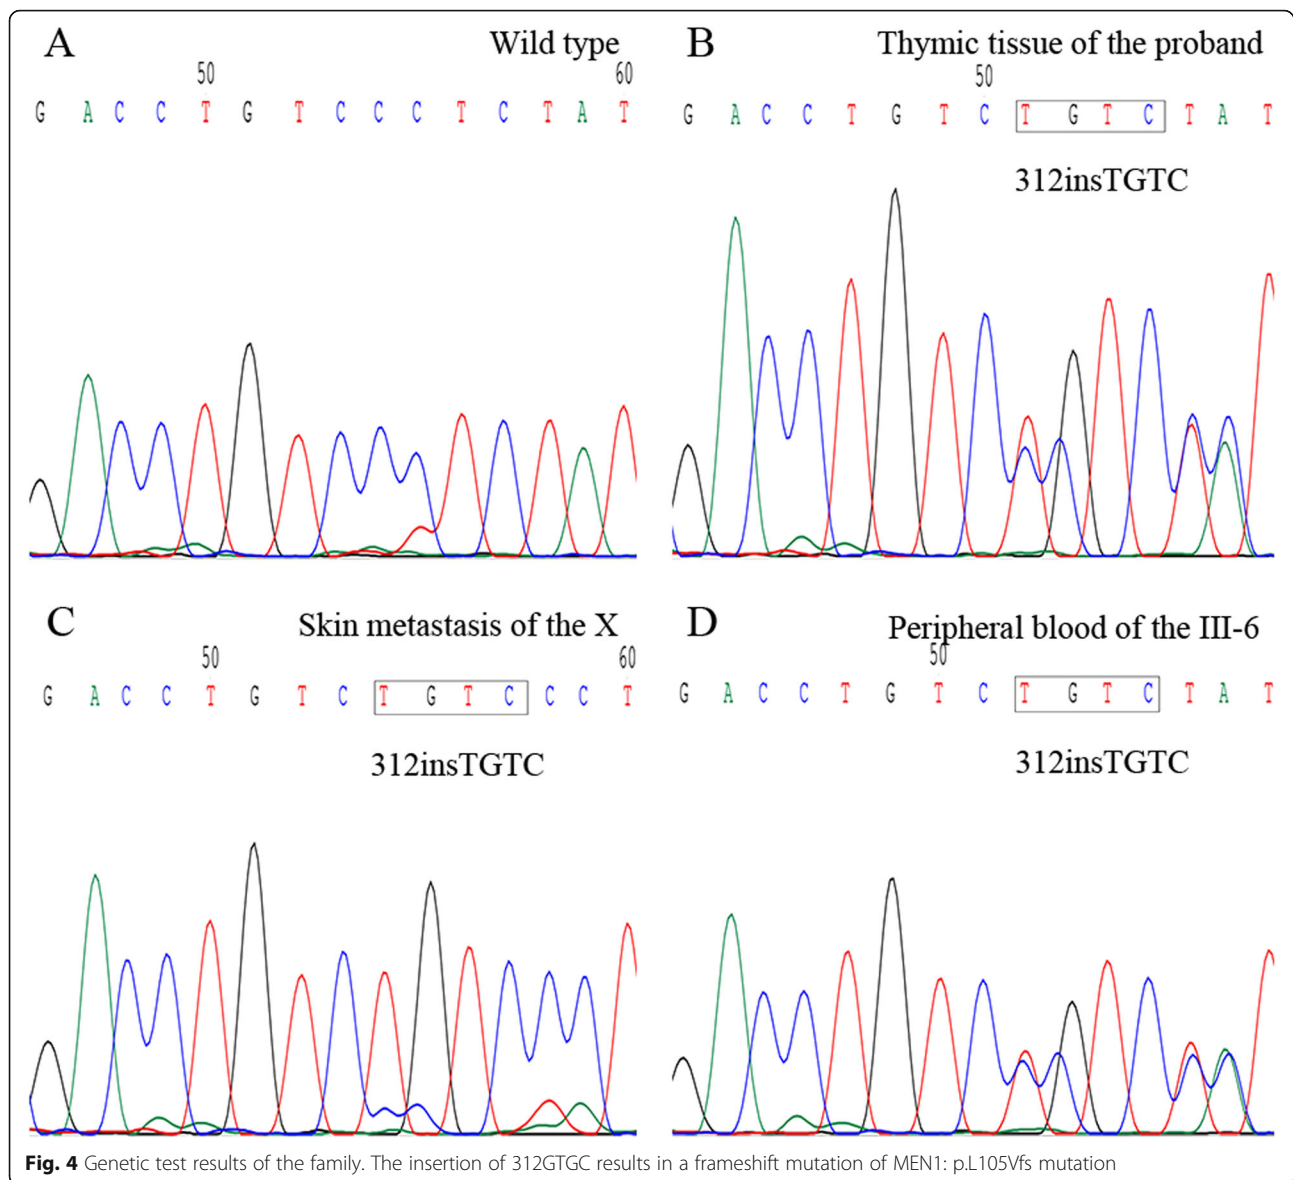 A
Wild type
50 60
G A C C T G T C C C T C T A T
B
Thymic tissue of the proband
50
G A C C T G T C T G T C T A T
312insTGTC
C
Skin metastasis of the X
50 60
G A C C T G T C T G T C C C T
312insTGTC
D
Peripheral blood of the III-6
50
G A C C T G T C T G T C T A T
312insTGTC
Fig. 4 Genetic test results of the family. The insertion of 312GTGC results in a frameshift mutation of MEN1: p.L105Vfs mutation